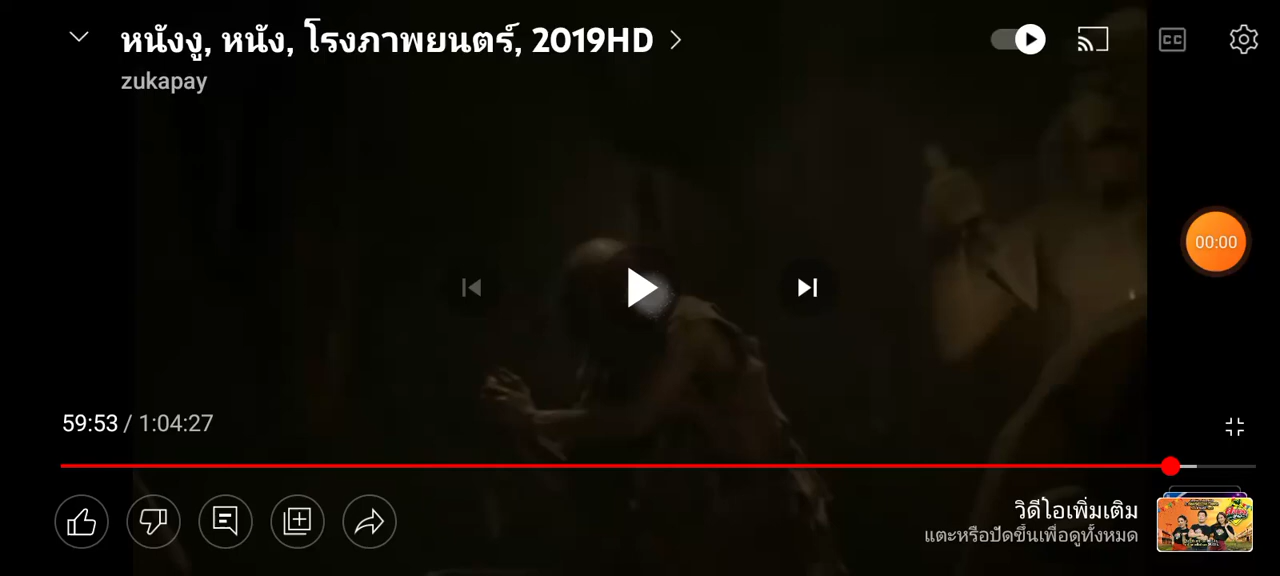 หนังงู, หนัง, โรงภาพยนตร์, 2019HD
zukapay
CC
00:00
59:53 / 1:04:27
วิดีโอเพิ่มเติม
แตะหรือปัดขึ้นเพื่อดูทั้งหมด